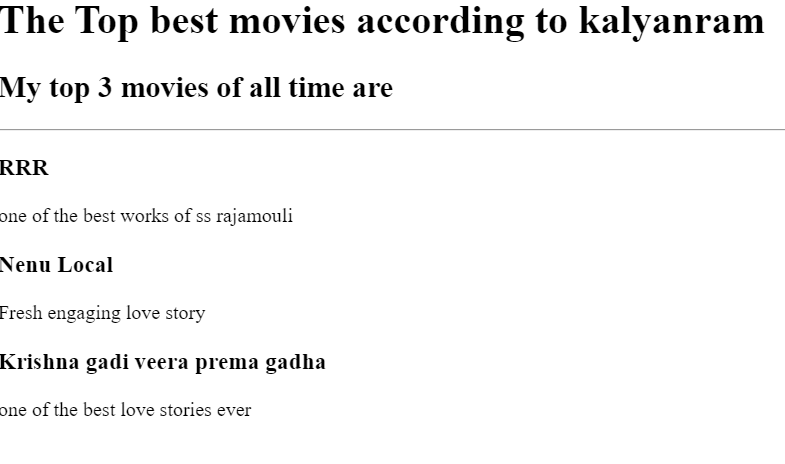 The Top best movies according to kalyanram
My top 3 movies of all time are
RRR
one of the best works of ss rajamouli
Nenu Local
Fresh engaging love story
Krishna gadi veera prema gadha
one of the best love stories ever